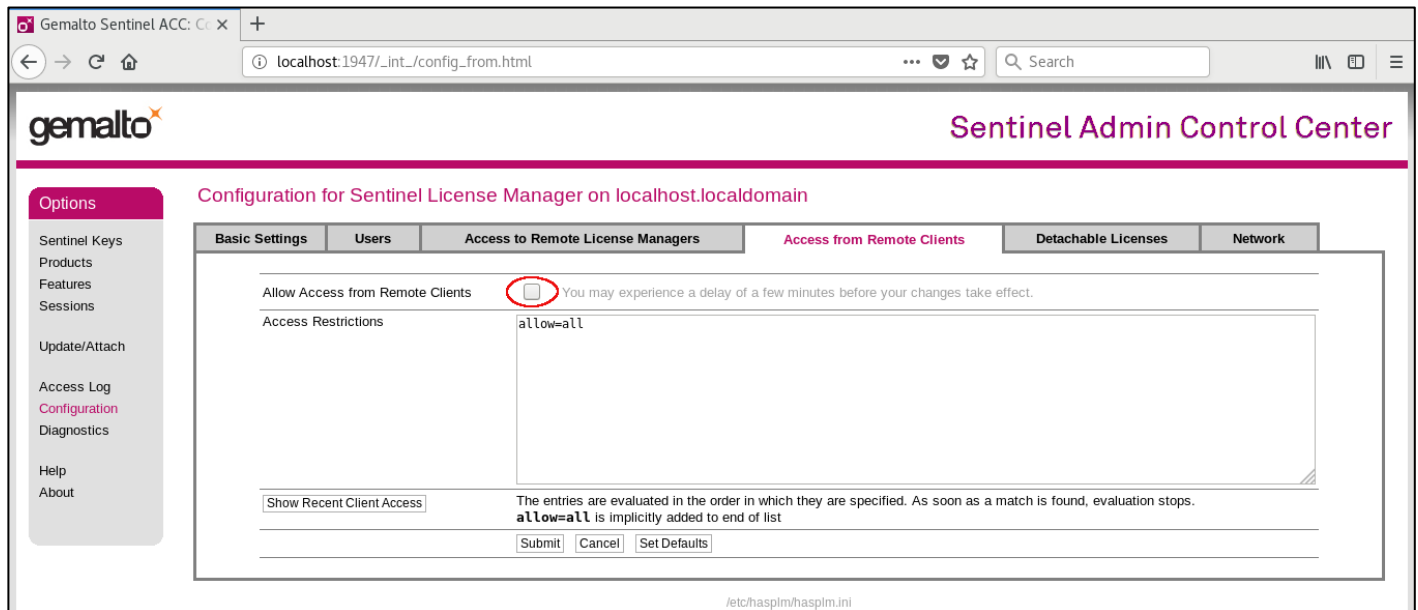 Gemalto Sentinel ACC: Co
localhost:1947/_int_/config_from.html
Search
gemalto
Sentinel Admin Control Center
Options
Sentinel Keys
Products
Features
Sessions
Update/Attach
Access Log
Configuration
Diagnostics
Help
About
Configuration for Sentinel License Manager on localhost.localdomain
Basic Settings Users Access to Remote License Managers Access from Remote Clients Detachable Licenses Network
Allow Access from Remote Clients You may experience a delay of a few minutes before your changes take effect.
Access Restrictions allow=all
Show Recent Client Access The entries are evaluated in the order in which they are specified. As soon as a match is found, evaluation stops.
allow=all is implicitly added to end of list
Submit Cancel Set Defaults
/etc/hasplm/hasplm.ini